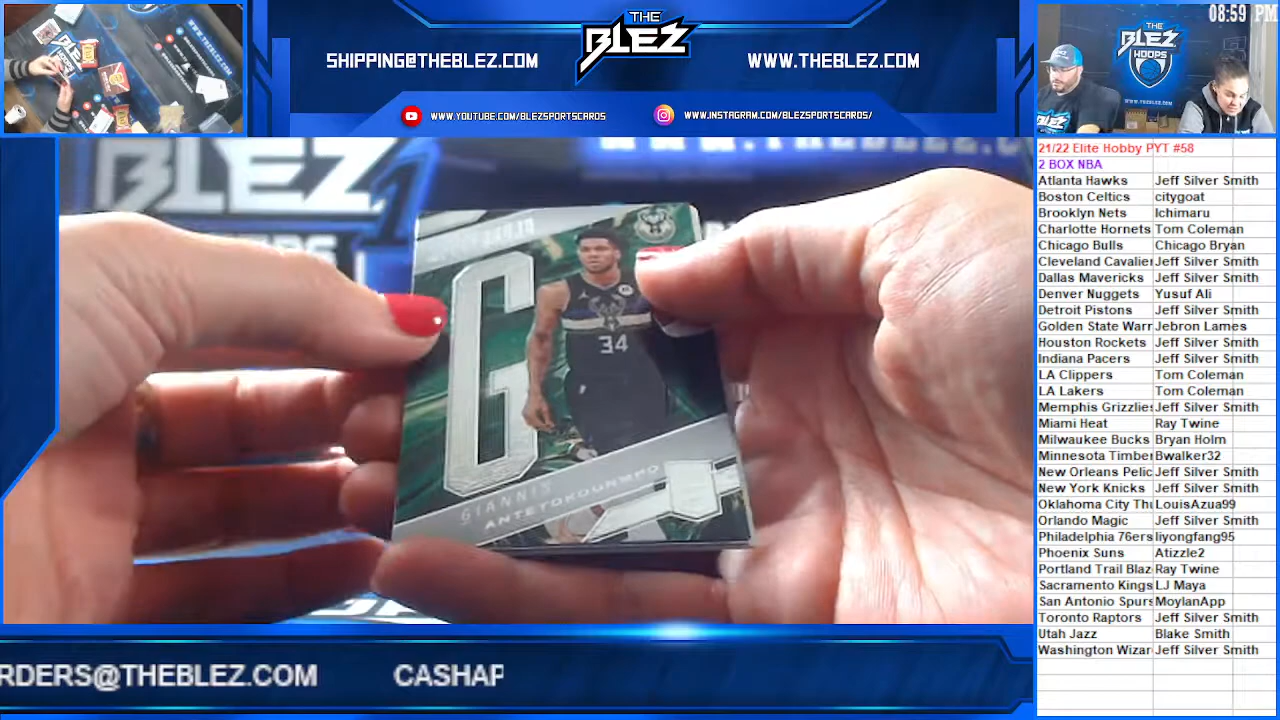 08:59 PM
THE
BLEZ
SHIPPING@THEBLEZ.COM
WWW.THEBLEZ.COM
WWW.YOUTUBE.COM/BLEZSPORTSCARDS
WWW.INSTAGRAM.COM/BLEZSPORTSCARDS/
THE
BLEZ
HOOPS
WWW.THEBLEZ.COM
21/22 Elite Hobby PYT #58
2 BOX NBA
Atlanta Hawks Jeff Silver Smith
Boston Celtics citygoat
Brooklyn Nets Ichimaru
Charlotte Hornets Tom Coleman
Chicago Bulls Chicago Bryan
Cleveland Cavalier Jeff Silver Smith
Dallas Mavericks Jeff Silver Smith
Denver Nuggets Yusuf Ali
Detroit Pistons Jeff Silver Smith
Golden State Warr Jebron Lames
Houston Rockets Jeff Silver Smith
Indiana Pacers Jeff Silver Smith
LA Clippers Tom Coleman
LA Lakers Tom Coleman
Memphis Grizzlies Jeff Silver Smith
Miami Heat Ray Twine
Milwaukee Bucks Bryan Holm
Minnesota Timber Bwalker32
New Orleans Pelic Jeff Silver Smith
New York Knicks Jeff Silver Smith
Oklahoma City Thu LouisAzua99
Orlando Magic Jeff Silver Smith
Philadelphia 76ers liyongfang95
Phoenix Suns Atizzle2
Portland Trail Blaz Ray Twine
Sacramento Kings LJ Maya
San Antonio Spurs MoylanApp
Toronto Raptors Jeff Silver Smith
Utah Jazz Blake Smith
Washington Wizar Jeff Silver Smith
BLEZ
HOOPS
G
34
GIANNIS
ANTETOKOUNMPO
RDERS@THEBLEZ.COM CASHAP